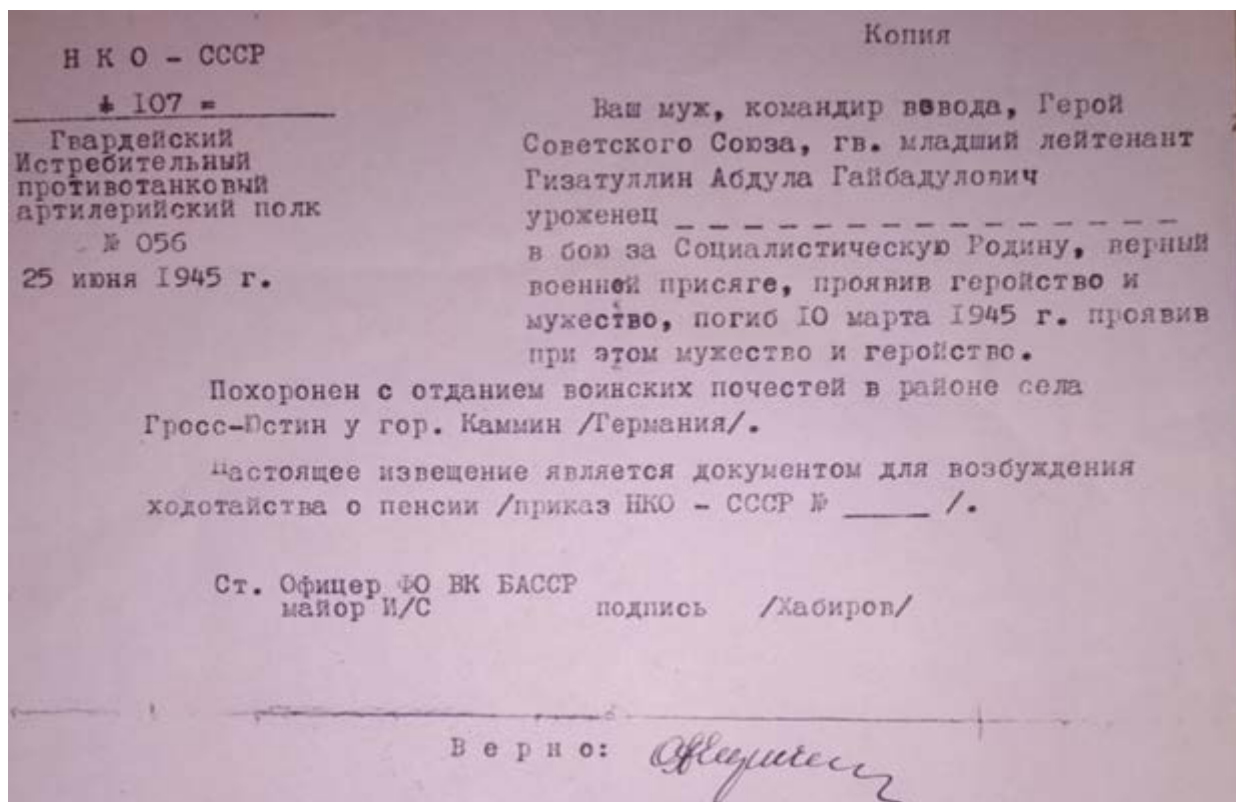 Копия
Н К О - СССР
107 =
Гвардейский
Истребительный
противотанковый
артилерийский полк
№ 056
25 июня 1945 г.
Ваш муж, командир взвода, Герой
Советского Союза, гв. младший лейтенант
Гизатуллин Абдула Гайбадулович
уроженец _ _ _ _ _ _ _ _ _ _ _ _ _ _ _
в бою за Социалистическую Родину, верный
военной присяге, проявив геройство и
мужество, погиб 10 марта 1945 г. проявив
при этом мужество и геройство.
Похоронен с отданием воинских почестей в районе села
Гросс-Юстин у гор. Каммин /Германия/.
Настоящее извещение является документом для возбуждения
ходотайства о пенсии /приказ НКО - СССР № _____ /.
Ст. Офицер ФО ВК БАССР
майор И/С подпись /Хабиров/
В е р н о: